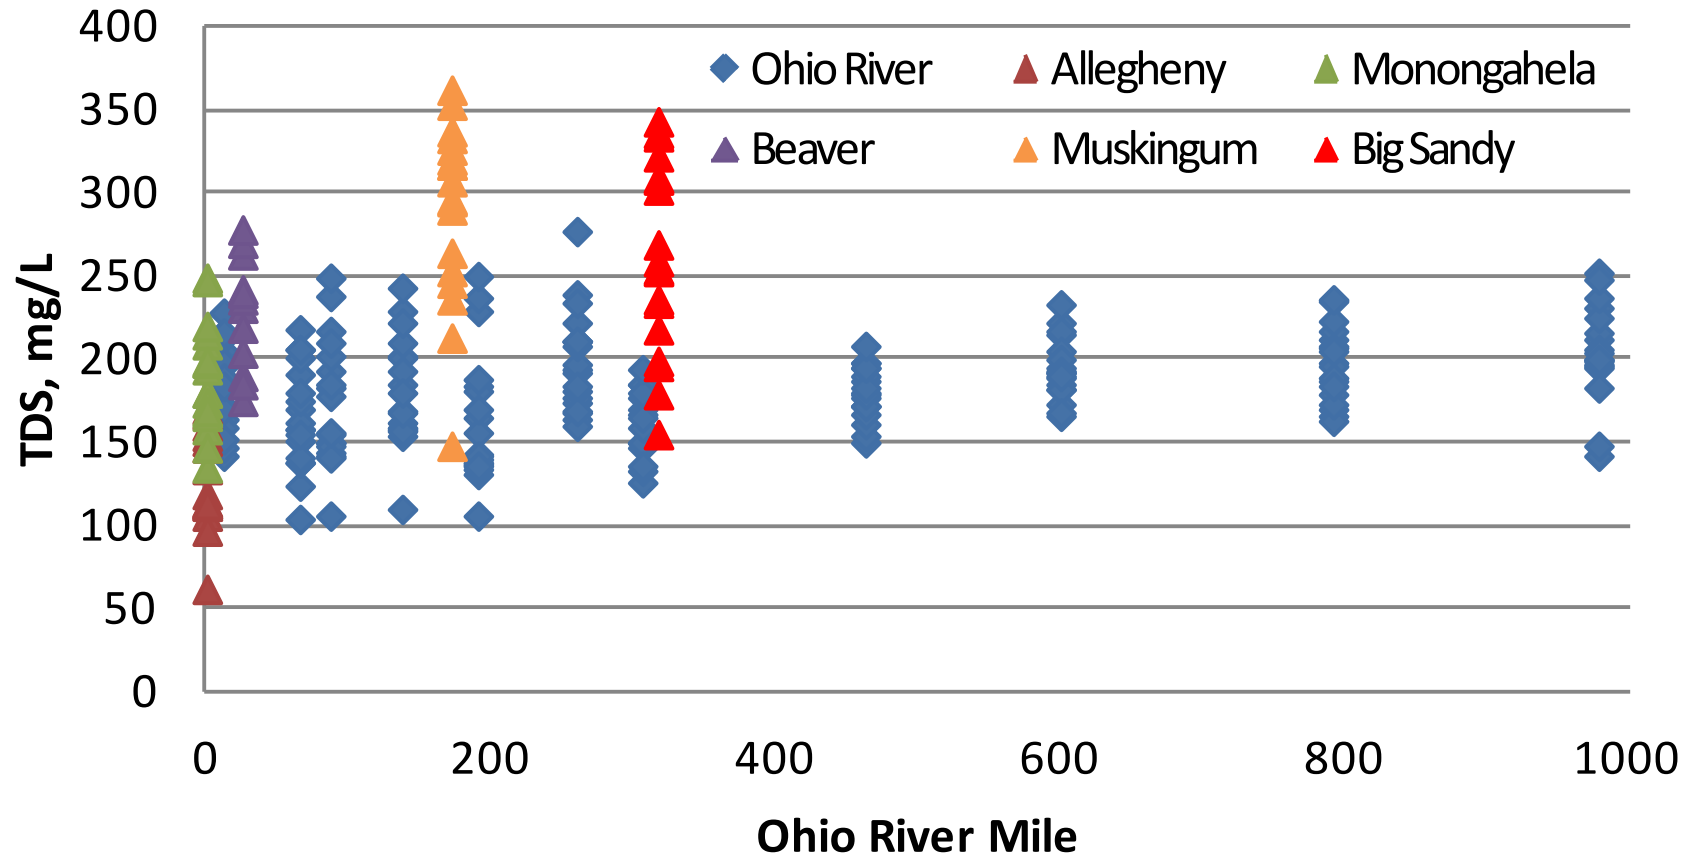 400
350
300
250
200
150
100
50
0
TDS, mg/L
Ohio River Allegheny Monongahela
Beaver Muskingum Big Sandy
0 200 400 600 800 1000
Ohio River Mile